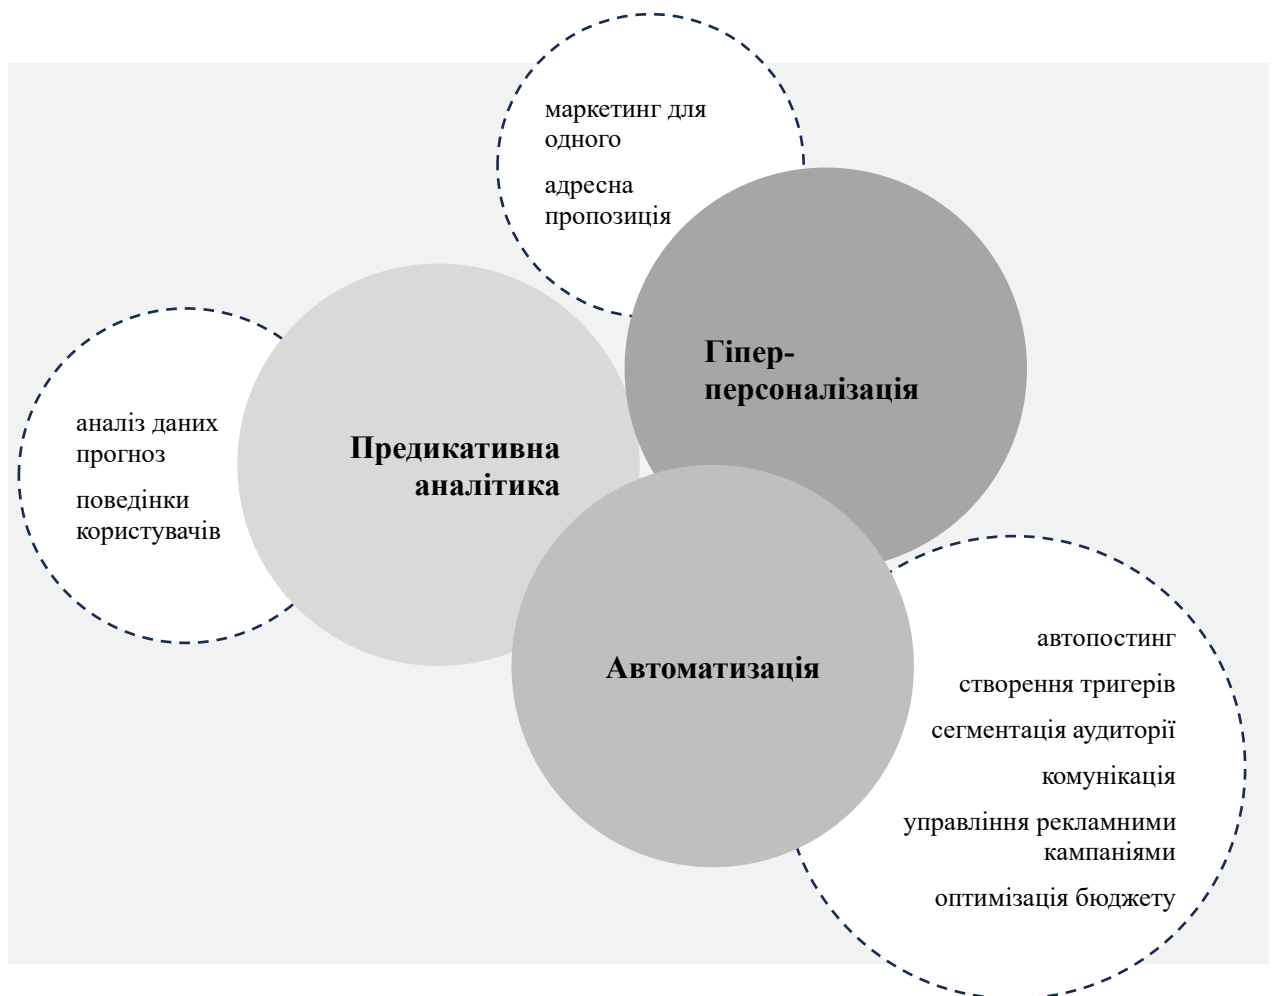 маркетинг для
одного
адресна
пропозиція
Гіпер-
персоналізація
Предикативна
аналітика
аналіз даних
прогноз
поведінки
користувачів
Автоматизація
автопостинг
створення тригерів
сегментація аудиторії
комунікація
управління рекламними
кампаніями
оптимізація бюджету